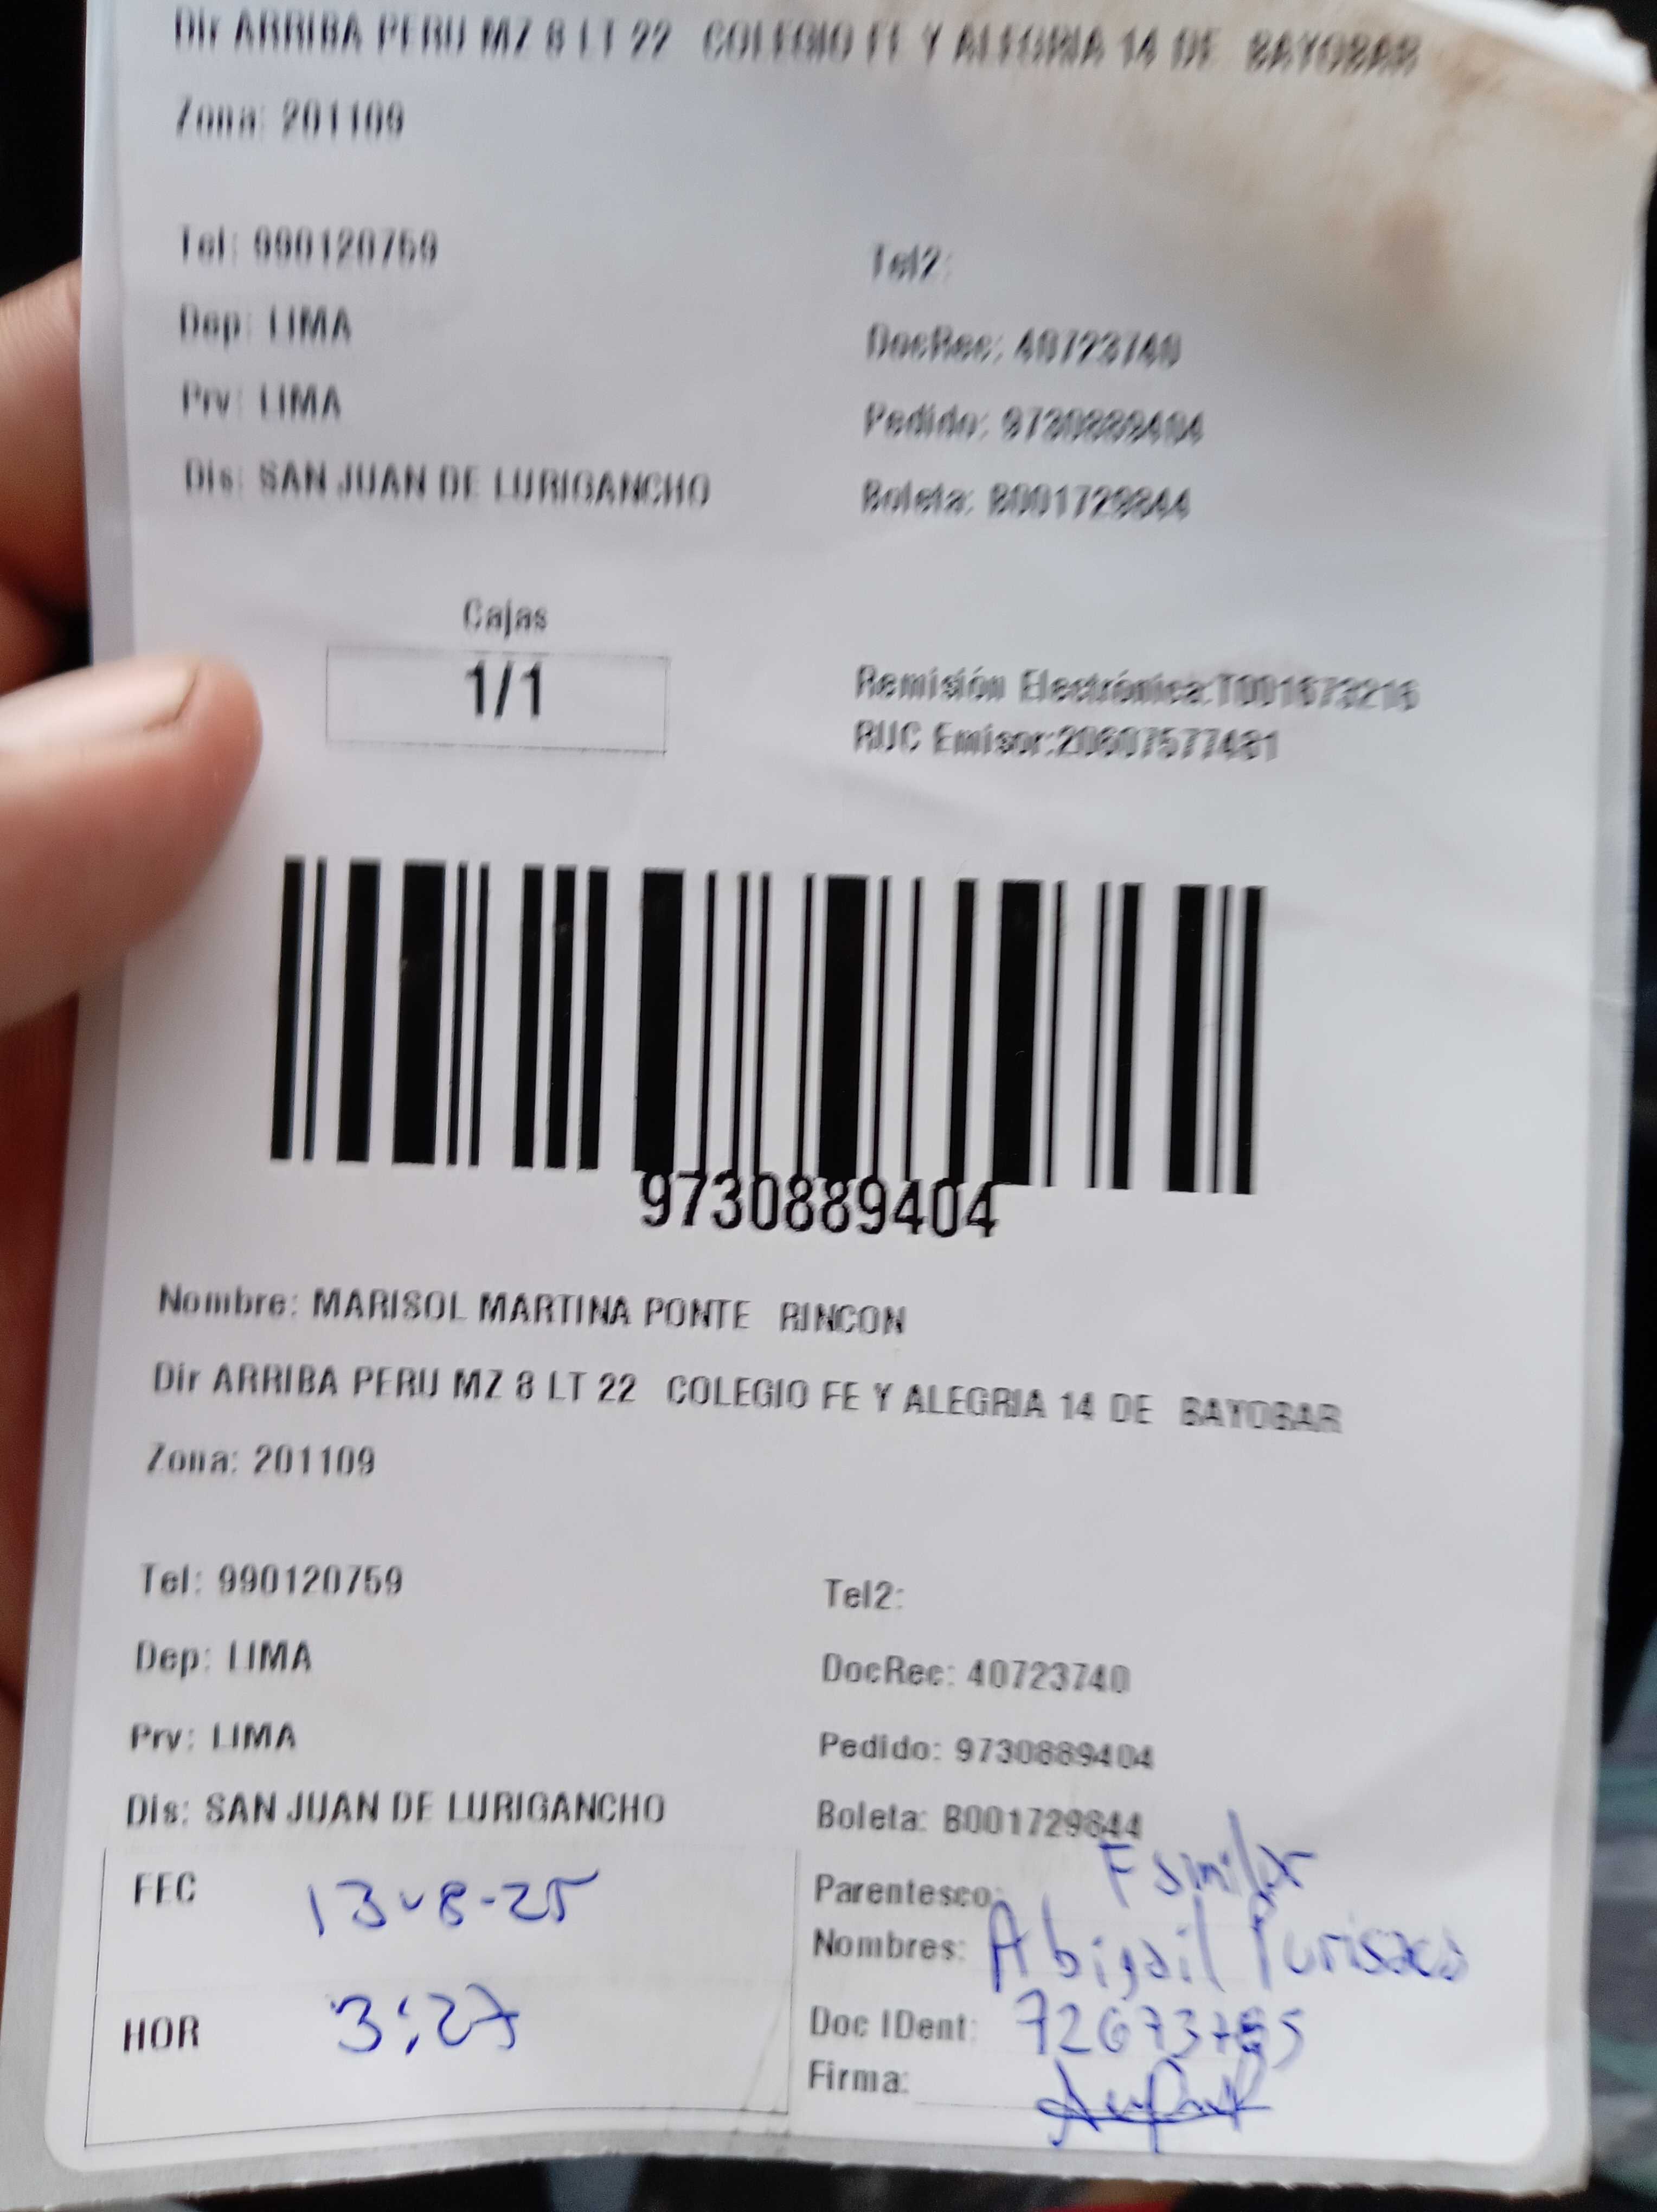 Dir ARRIBA PERU MZ 8 LT 22 COLEGIO FE Y ALEGRIA 14 DE BAYOBAR
Zona: 201109
Tel: 990120759 Tel2:
Dep: LIMA DocRec: 40723740
Prv: LIMA Pedido: 9730889404
Dis: SAN JUAN DE LURIGANCHO Boleta: B001729844
Cajas
1/1
Remisión Electrónica:T001673216
RUC Emisor:20607577481
9730889404
Nombre: MARISOL MARTINA PONTE RINCON
Dir ARRIBA PERU MZ 8 LT 22 COLEGIO FE Y ALEGRIA 14 DE BAYOBAR
Zona: 201109
Tel: 990120759 Tel2:
Dep: LIMA DocRec: 40723740
Prv: LIMA Pedido: 9730889404
Dis: SAN JUAN DE LURIGANCHO Boleta: B001729844
FEC 13-8-25
HOR 3:27
Parentesco: Familiar
Nombres: Abigail Purisaca
Doc IDent:
Firma: